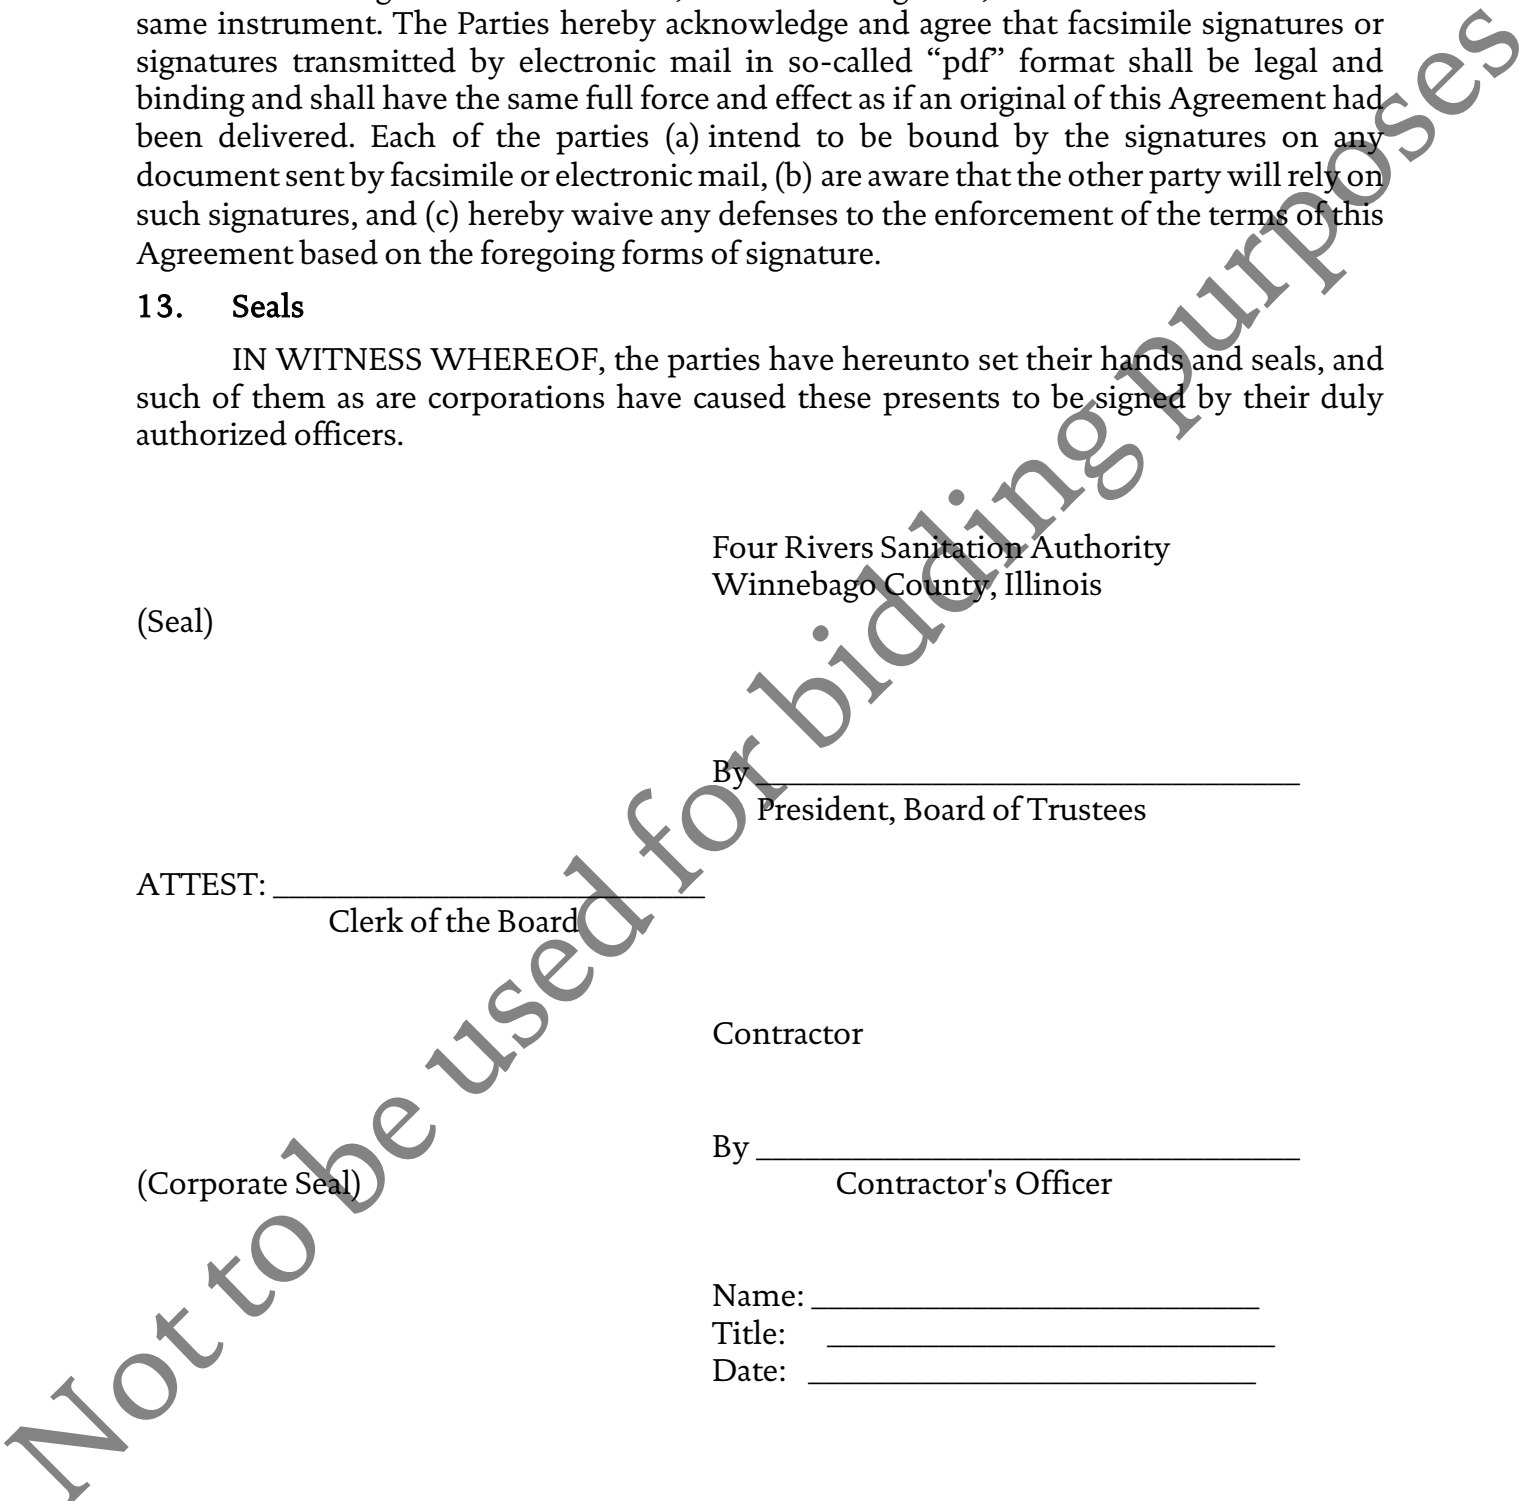 same instrument. The Parties hereby acknowledge and agree that facsimile signatures or
signatures transmitted by electronic mail in so-called “pdf” format shall be legal and
binding and shall have the same full force and effect as if an original of this Agreement had
been delivered. Each of the parties (a) intend to be bound by the signatures on any
document sent by facsimile or electronic mail, (b) are aware that the other party will rely on
such signatures, and (c) hereby waive any defenses to the enforcement of the terms of this
Agreement based on the foregoing forms of signature.
13. Seals
IN WITNESS WHEREOF, the parties have hereunto set their hands and seals, and
such of them as are corporations have caused these presents to be signed by their duly
authorized officers.
Four Rivers Sanitation Authority
Winnebago County, Illinois
(Seal)
By __________________________________
President, Board of Trustees
ATTEST: ___________________________
Clerk of the Board
Contractor
By __________________________________
(Corporate Seal) Contractor's Officer
Name: ____________________________
Title: ____________________________
Date: ____________________________
Not to be used for bidding purposes